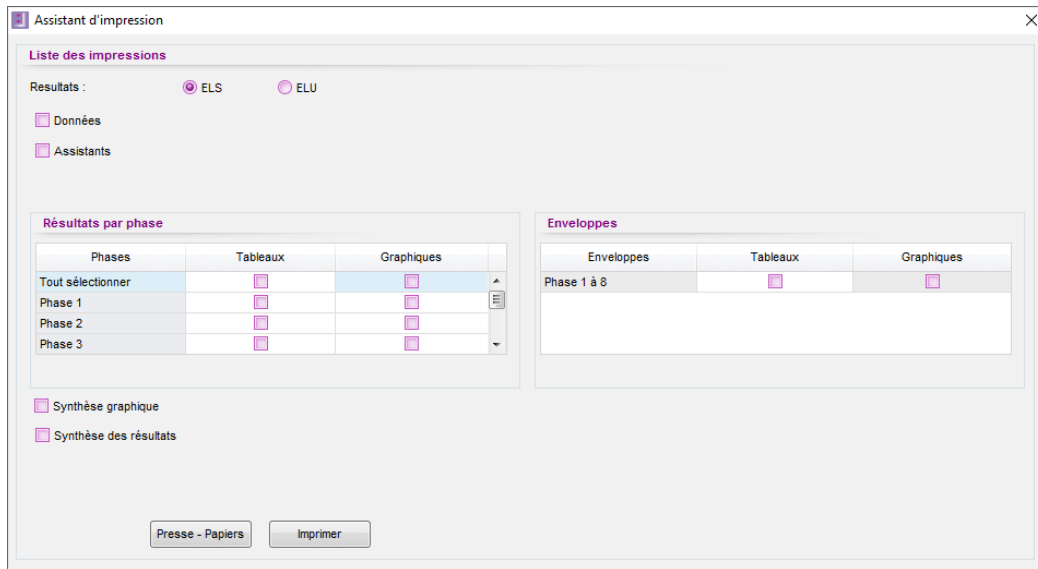 Assistant d'impression
Liste des impressions
Resultats : ELS ELU
Données
Assistants
Résultats par phase
Phases Tableaux Graphiques
Tout sélectionner
Phase 1
Phase 2
Phase 3
Enveloppes
Enveloppes Tableaux Graphiques
Phase 1 à 8
Synthèse graphique
Synthèse des résultats
Presse - Papiers Imprimer